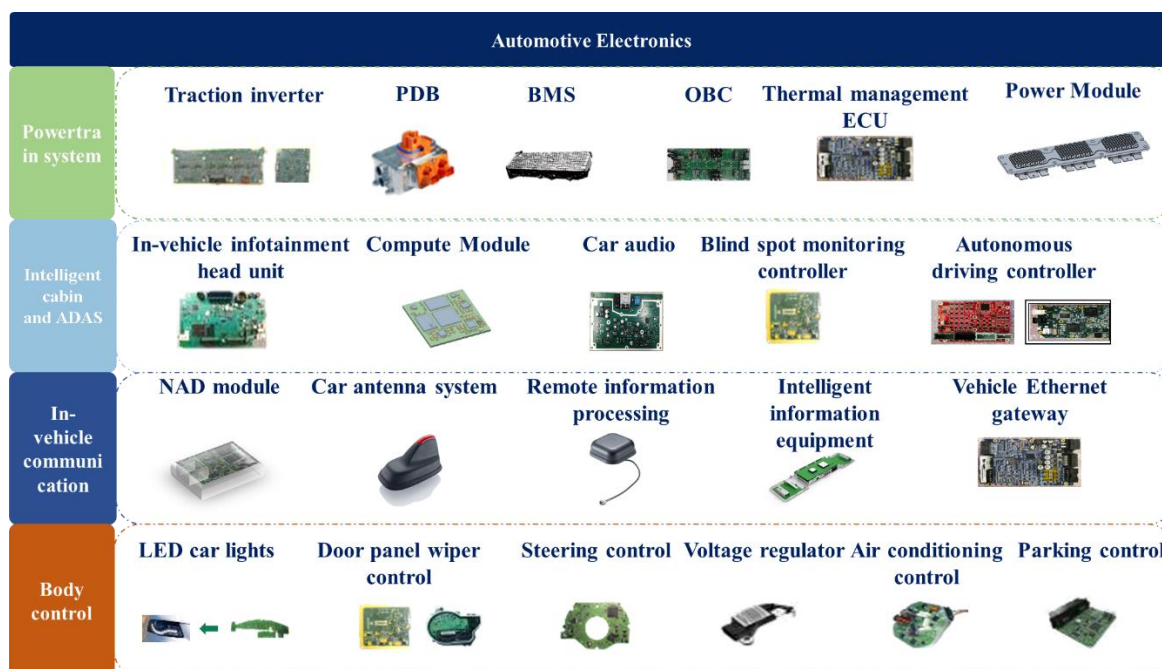 Automotive Electronics
Powertra
in system
Traction inverter
PDB
BMS
OBC
Thermal management
ECU
Power Module
Intelligent
cabin
and ADAS
In-vehicle infotainment
head unit
Compute Module
Car audio
Blind spot monitoring
controller
Autonomous
driving controller
In-
vehicle
communi
cation
NAD module
Car antenna system
Remote information
processing
Intelligent
information
equipment
Vehicle Ethernet
gateway
Body
control
LED car lights
Door panel wiper
control
Steering control
Voltage regulator
Air conditioning
control
Parking control